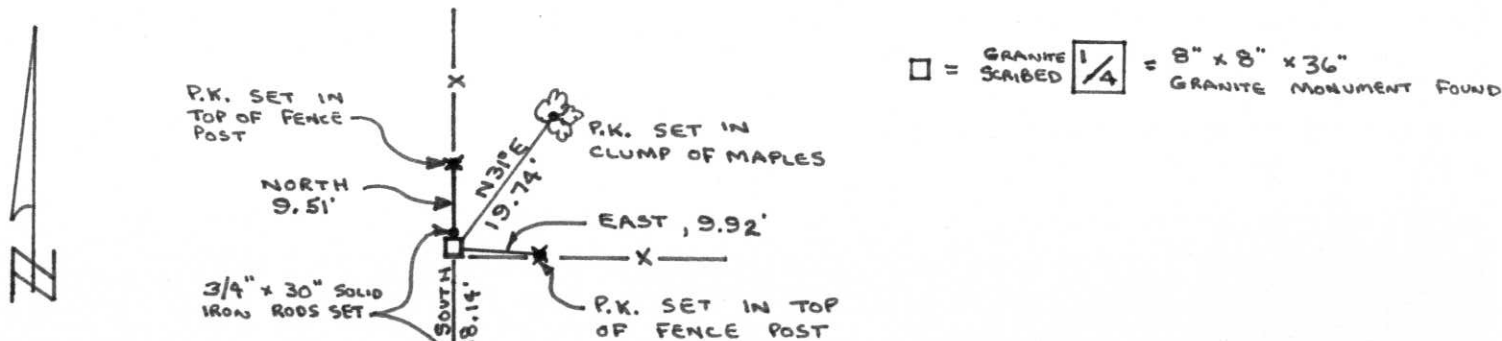 P.K. SET IN
TOP OF FENCE
POST
NORTH
9.51'
3/4" x 30" SOLID
IRON RODS SET
N31°E
19.74'
P.K. SET IN
CLUMP OF MAPLES
EAST, 9.92'
P.K. SET IN TOP
OF FENCE POST
SOUTH
8.14'
X
X
N
□ = GRANITE
SCRIBED 1/4 = 8" x 8" x 36"
GRANITE MONUMENT FOUND